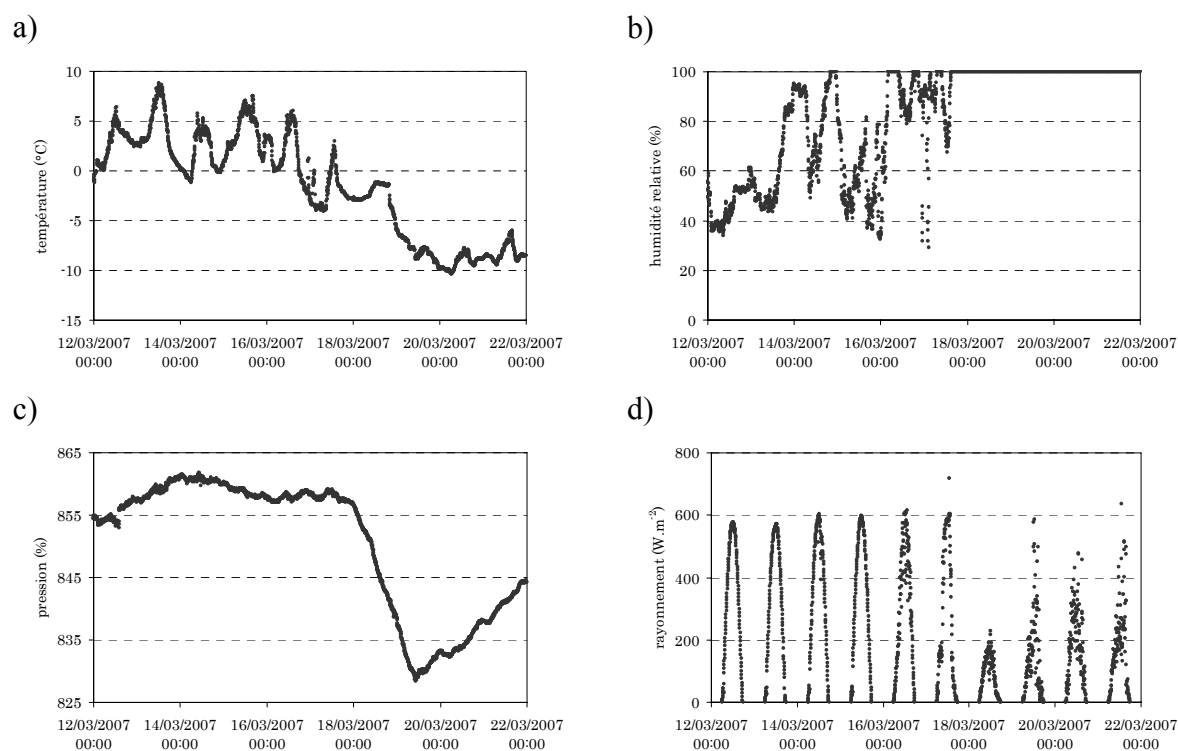 a)
température (°C)
10
5
0
-5
-10
-15
12/03/2007 14/03/2007 16/03/2007 18/03/2007 20/03/2007 22/03/2007
00:00 00:00 00:00 00:00 00:00 00:00
b)
humidité relative (%)
100
80
60
40
20
0
12/03/2007 14/03/2007 16/03/2007 18/03/2007 20/03/2007 22/03/2007
00:00 00:00 00:00 00:00 00:00 00:00
c)
pression (%)
865
855
845
835
825
12/03/2007 14/03/2007 16/03/2007 18/03/2007 20/03/2007 22/03/2007
00:00 00:00 00:00 00:00 00:00 00:00
d)
rayonnement (W.m-2)
800
600
400
200
0
12/03/2007 14/03/2007 16/03/2007 18/03/2007 20/03/2007 22/03/2007
00:00 00:00 00:00 00:00 00:00 00:00